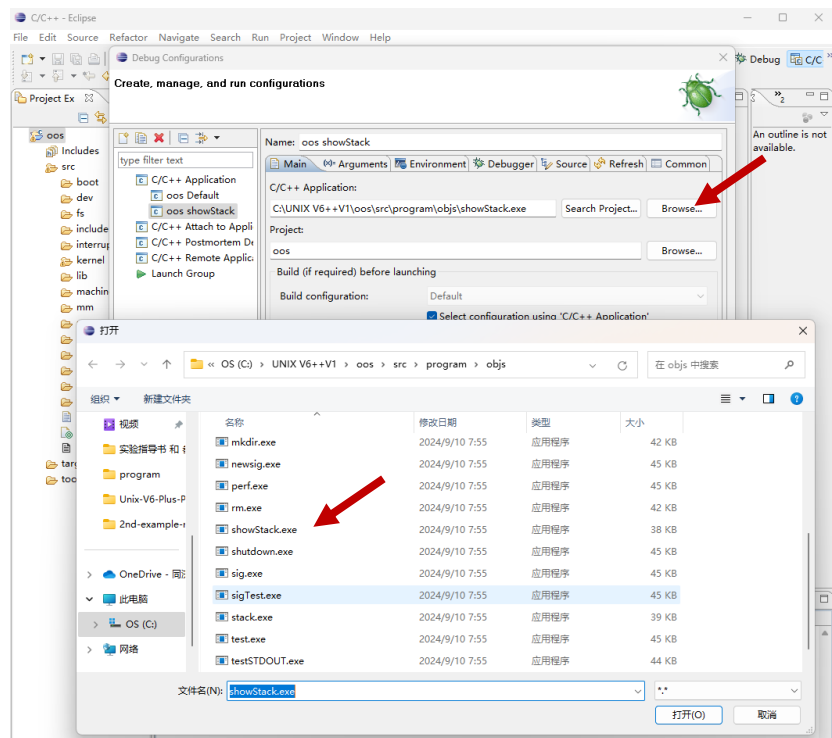 C/C++ - Eclipse
File Edit Source Refactor Navigate Search Run Project Window Help
Debug C/C
Debug Configurations
Create, manage, and run configurations
Project Ex
An outline is not
available.
oos
Includes
src
boot
dev
fs
include
interrup
kernel
lib
machin
mm
type filter text
C/C++ Application
oos Default
oos showStack
C/C++ Attach to Appli
C/C++ Postmortem De
C/C++ Remote Applic
Launch Group
Name: oos showStack
Main Arguments Environment Debugger Source Refresh Common
C/C++ Application:
C:\UNIX V6++V1\oos\src\program\objs\showStack.exe Search Project... Browse...
Project:
oos Browse...
Build (if required) before launching
Build configuration: Default
Select configuration using 'C/C++ Application'
tar
too
打开
« OS (C:) › UNIX V6++V1 › oos › src › program › objs
在 objs 中搜索
组织 新建文件夹
视频
实验指导书 和
program
Unix-V6-Plus-P
2nd-example-r
OneDrive - 同
此电脑
OS (C:)
网络
名称 修改日期 类型 大小
mkdir.exe 2024/9/10 7:55 应用程序 42 KB
newsig.exe 2024/9/10 7:55 应用程序 45 KB
perf.exe 2024/9/10 7:55 应用程序 45 KB
rm.exe 2024/9/10 7:55 应用程序 42 KB
showStack.exe 2024/9/10 7:55 应用程序 38 KB
shutdown.exe 2024/9/10 7:55 应用程序 45 KB
sig.exe 2024/9/10 7:55 应用程序 45 KB
sigTest.exe 2024/9/10 7:55 应用程序 45 KB
stack.exe 2024/9/10 7:55 应用程序 39 KB
test.exe 2024/9/10 7:55 应用程序 45 KB
testSTDOUT.exe 2024/9/10 7:55 应用程序 44 KB
文件名(N): showStack.exe *.*
打开(O) 取消